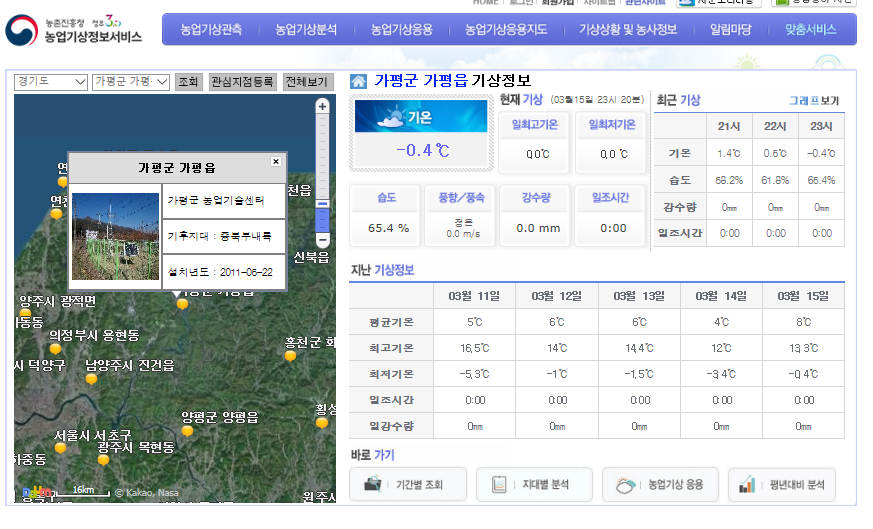 HOME 로그인 회원가입 사이트맵 관련사이트
농촌진흥청 정부3.0
농업기상정보서비스
농업기상관측 농업기상분석 농업기상응용 농업기상응용지도 기상상황 및 농사정보 알림마당 맞춤서비스
경기도 가평군 가평 조회 관심지점등록 전체보기
가평군 가평읍 기상정보
현재 기상 (03월15일 23시 20분)
기온
-0.4℃
일최고기온 일최저기온
0.0℃ 0.0 ℃
습도 풍향/풍속 강수량 일조시간
65.4 % 정온 0.0 m/s 0.0 mm 0:00
최근 기상 그래프보기
21시 22시 23시
기온 1.4℃ 0.6℃ -0.4℃
습도 68.2% 61.8% 66.4%
강수량 0mm 0mm 0mm
일조시간 0:00 0:00 0:00
가평군 가평읍
가평군 농업기술센터
기후지대 : 중북부내륙
설치년도 : 2011-06-22
천읍
신북읍
양주시 광적면
의정부시 용현동
홍천군 화
시 덕양구 남양주시 진건읍
양평군 양평읍
횡성
서울시 서초구
광주시 목현동
하중동
원주시
16km
© Kakao, Nasa
지난 기상정보
03월 11일 03월 12일 03월 13일 03월 14일 03월 15일
평균기온 5℃ 6℃ 6℃ 4℃ 8℃
최고기온 16.5℃ 14℃ 14.4℃ 12℃ 13.3℃
최저기온 -5.3℃ -1℃ -1.5℃ -3.4℃ -0.4℃
일조시간 0:00 0:00 0:00 0:00 0:00
일강수량 0mm 0mm 0mm 0mm 0mm
바로 가기
기간별 조회 지대별 분석 농업기상 응용 평년대비 분석